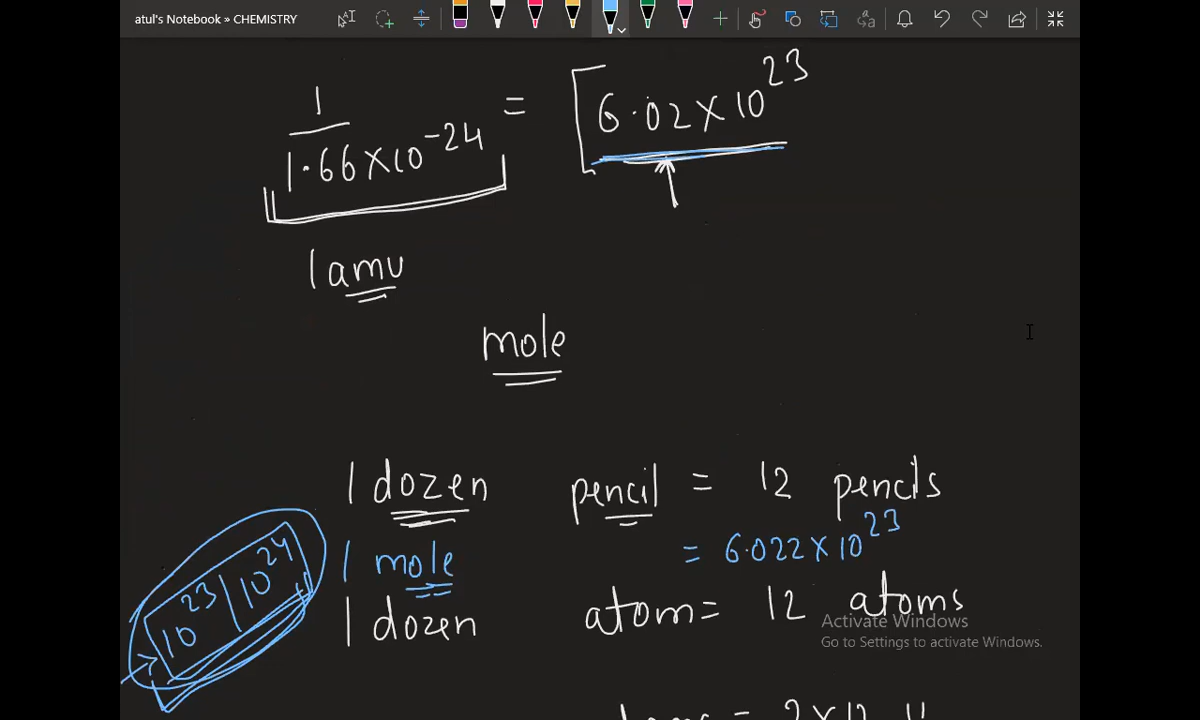 atul's Notebook » CHEMISTRY
1 / 1.66×10^-24 = [6.02×10^23
1 amu
mole
1 dozen pencil = 12 pencils
1 mole = 6.022×10^23
10^23/10^24
1 dozen atom = 12 atoms
Activate Windows
Go to Settings to activate Windows.
= 2×12